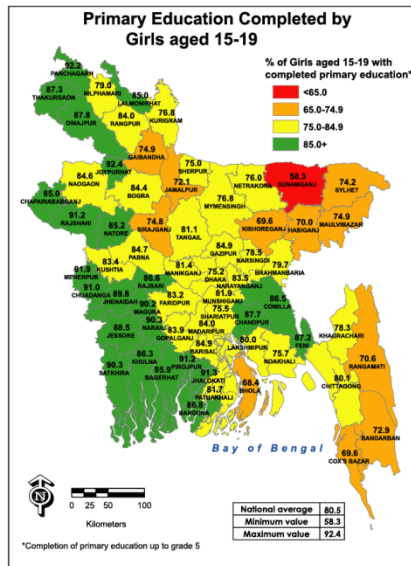 Primary Education Completed by
Girls aged 15-19
% of Girls aged 15-19 with
completed primary education*
<65.0
65.0-74.9
75.0-84.9
85.0+
92.2
PANCHAGARH
87.3
THAKURGAON
79.0
NILPHAMARI
85.0
LALMONIRHAT
87.8
DINAJPUR
84.0
RANGPUR
76.8
KURIGRAM
74.9
GAIBANDHA
92.4
JOYPURHAT
75.0
SHERPUR
76.0
NETRAKONA
58.3
SUNAMGANJ
74.2
SYLHET
84.6
NAOGAON
84.4
BOGRA
72.1
JAMALPUR
76.8
MYMENSINGH
85.0
CHAPAINABABGANJ
91.2
RAJSHAHI
85.2
NATORE
74.8
SIRAJGANJ
81.1
TANGAIL
69.6
KISHOREGANJ
70.0
HABIGANJ
74.9
MAULVIBAZAR
84.7
PABNA
84.9
GAZIPUR
78.5
NARSINGDI
79.7
BRAHMANBARIA
83.4
KUSHTIA
81.4
MANIKGANJ
75.2
DHAKA
83.5
NARAYANGANJ
91.9
MEHERPUR
91.0
CHUADANGA
86.6
RAJBARI
89.8
JHENAIDAH
83.2
FARIDPUR
81.9
MUNSHIGANJ
86.5
COMILLA
90.2
MAGURA
75.5
SHARIATPUR
87.7
CHANDPUR
90.3
NARAIL
84.0
MADARIPUR
88.5
JESSORE
83.9
GOPALGANJ
84.9
BARISAL
80.0
LAKSHMIPUR
87.2
FENI
78.3
KHAGRACHARI
75.7
NOAKHALI
70.6
RANGAMATI
90.3
SATKHIRA
86.3
KHULNA
85.9
BAGERHAT
91.2
PIROJPUR
91.3
JHALOKATI
81.7
PATUAKHALI
68.4
BHOLA
80.1
CHITTAGONG
86.8
BARGUNA
72.9
BANDARBAN
69.6
COX'S BAZAR
Bay of Bengal
N
0 50 100
Kilometers
National average 80.5
Minimum value 58.3
Maximum value 92.4
*Completion of primary education up to grade 5